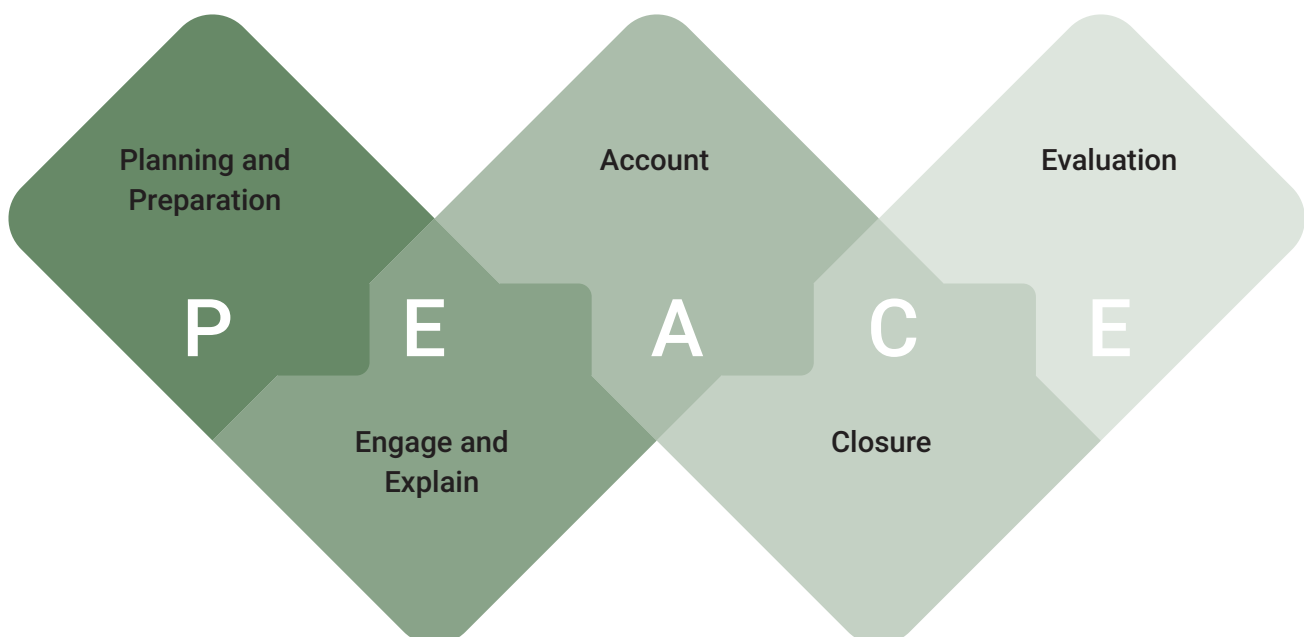 Planning and
Preparation
Account
Evaluation
P E A C E
Engage and
Explain
Closure